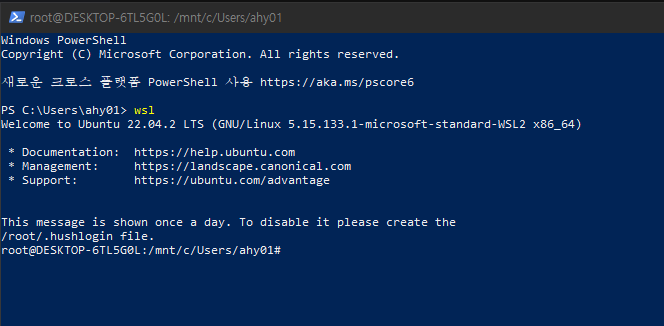 root@DESKTOP-6TL5G0L: /mnt/c/Users/ahy01
Windows PowerShell
Copyright (C) Microsoft Corporation. All rights reserved.
새로운 크로스 플랫폼 PowerShell 사용 https://aka.ms/pscore6
PS C:\Users\ahy01> wsl
Welcome to Ubuntu 22.04.2 LTS (GNU/Linux 5.15.133.1-microsoft-standard-WSL2 x86_64)
* Documentation:  https://help.ubuntu.com
* Management:     https://landscape.canonical.com
* Support:        https://ubuntu.com/advantage
This message is shown once a day. To disable it please create the
/root/.hushlogin file.
root@DESKTOP-6TL5G0L:/mnt/c/Users/ahy01#